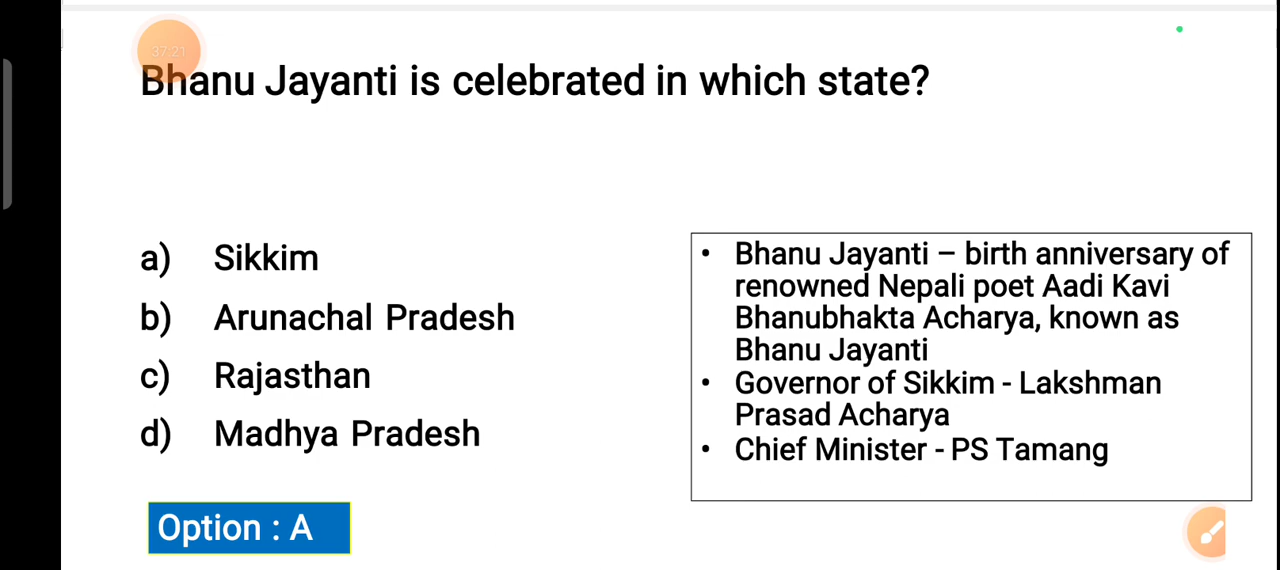 37:21
Bhanu Jayanti is celebrated in which state?
a) Sikkim
b) Arunachal Pradesh
c) Rajasthan
d) Madhya Pradesh
Option : A
• Bhanu Jayanti – birth anniversary of
renowned Nepali poet Aadi Kavi
Bhanubhakta Acharya, known as
Bhanu Jayanti
• Governor of Sikkim - Lakshman
Prasad Acharya
• Chief Minister - PS Tamang